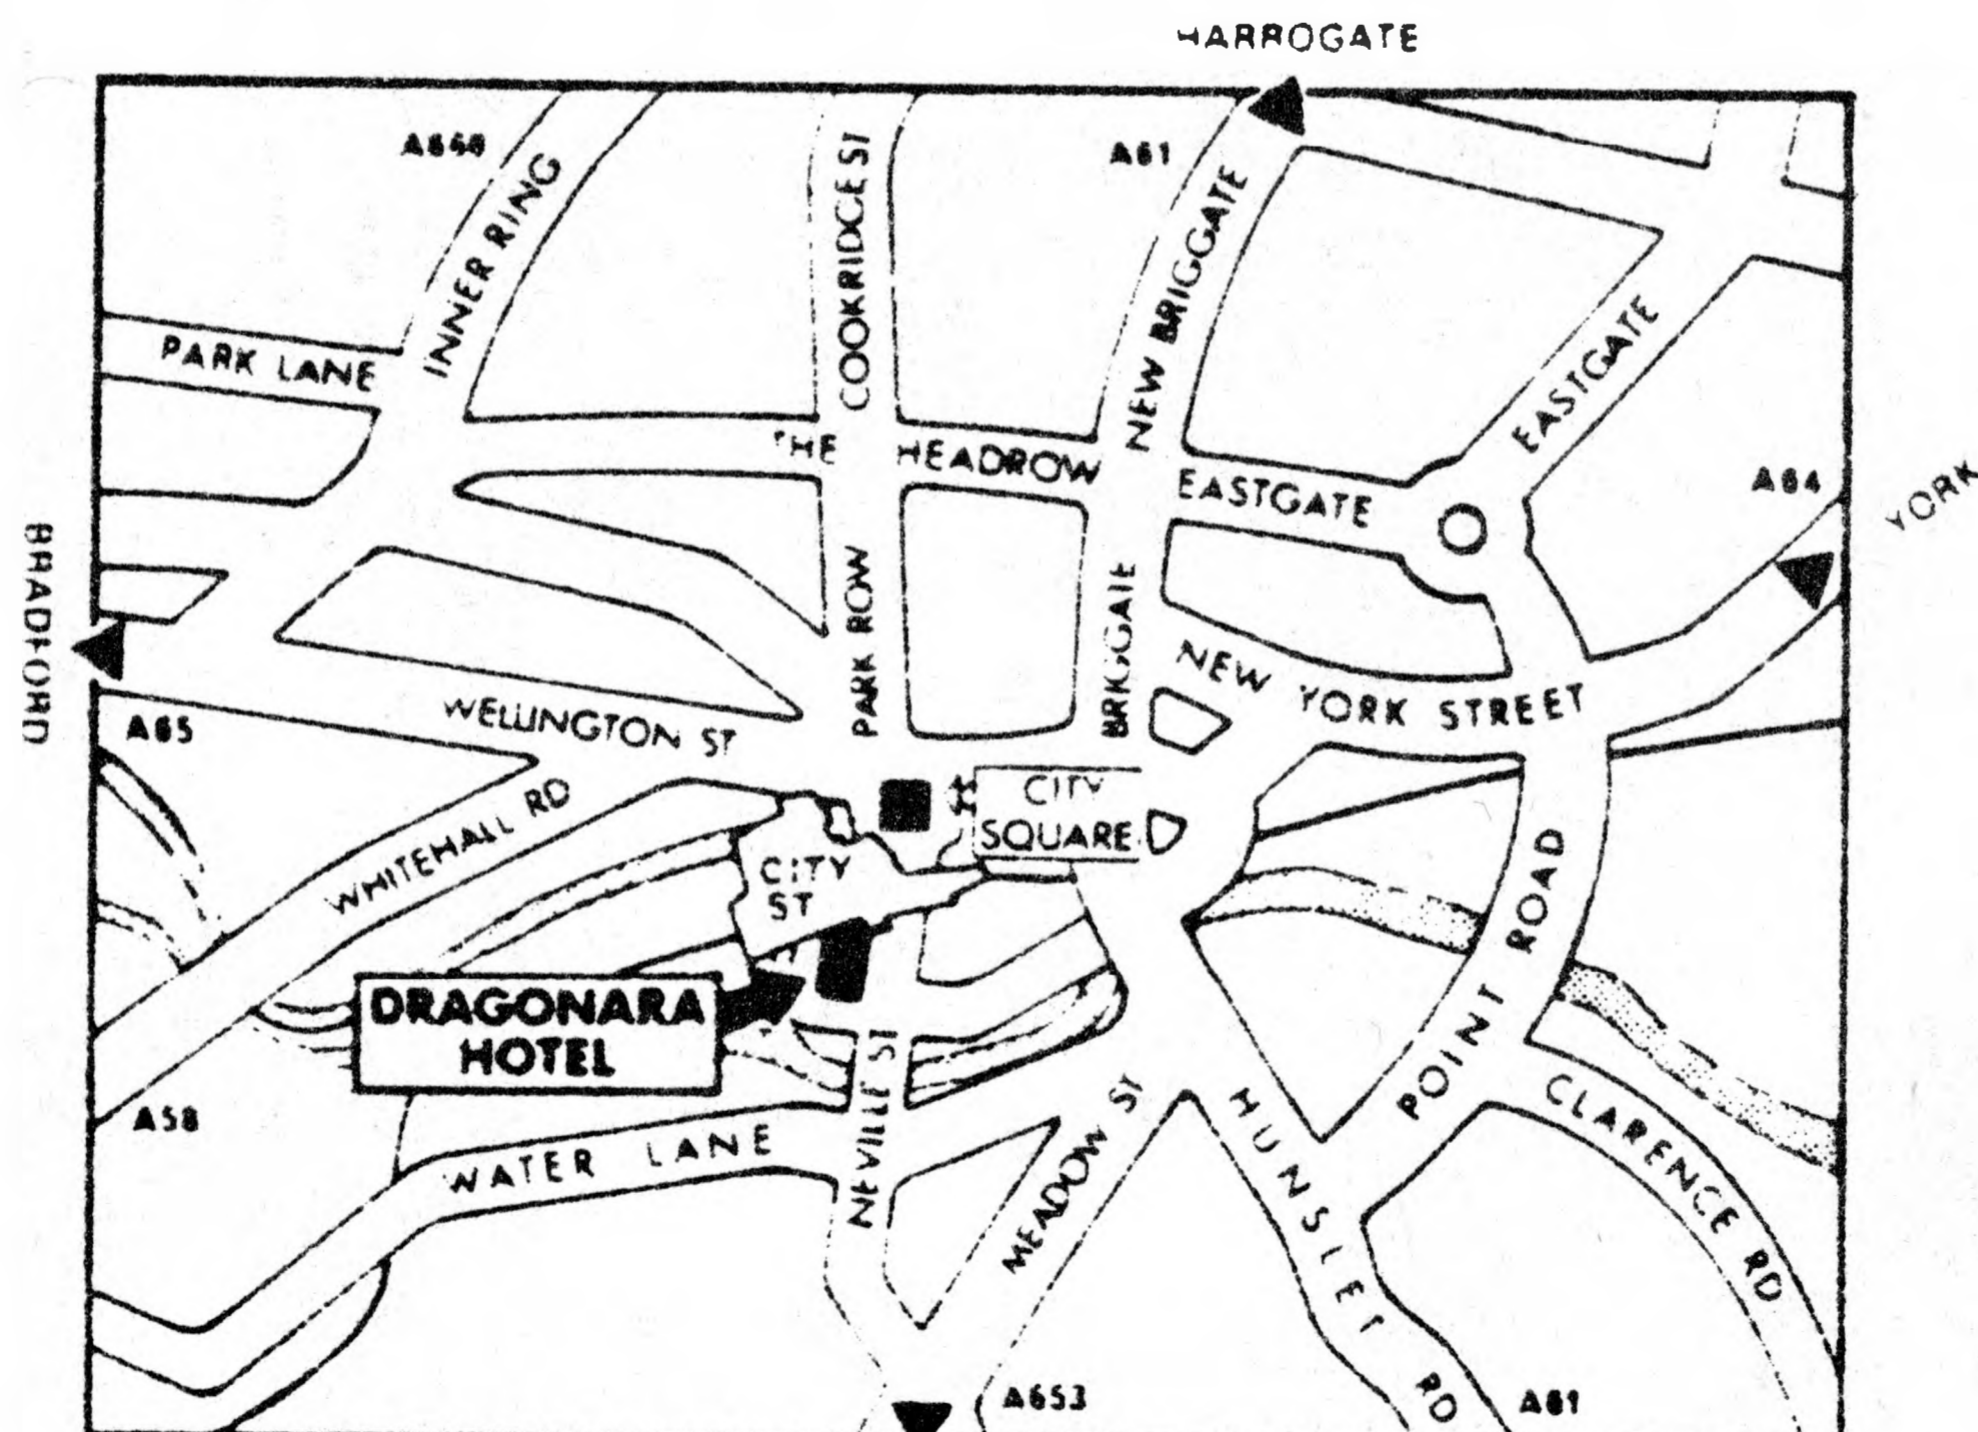 HARROGATE
A660
INNER RING
COOKRIDGE ST
A61
NEW BRIGGATE
PARK LANE
EASTGATE
THE HEADROW
EASTGATE
A64
YORK
BRADFORD
PARK ROW
BRIGGATE
NEW YORK STREET
A65
WELLINGTON ST
WHITEHALL RD
CITY
SQUARE
CITY
ST
POINT ROAD
DRAGONARA
HOTEL
A58
NEVILLE ST
WATER LANE
MEADOW ST
HUNSLET RD
CLARENCE RD
A653
A61